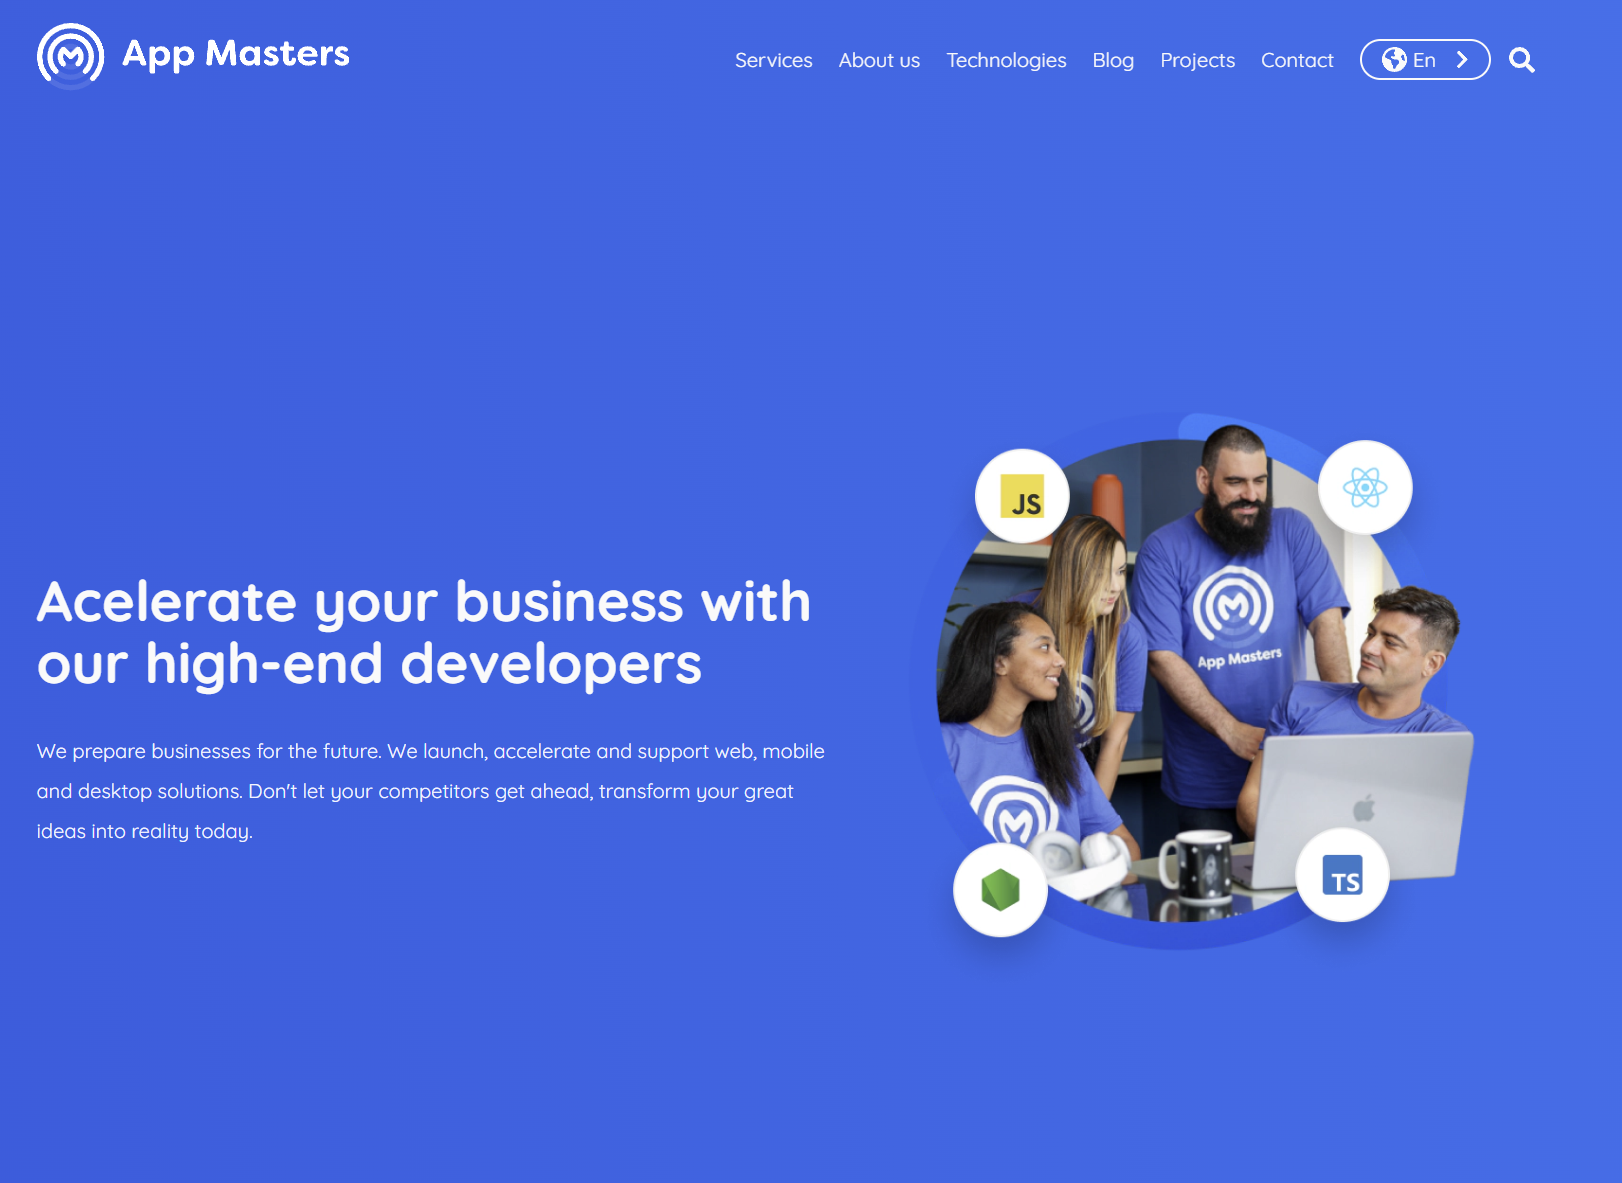 App Masters
Services About us Technologies Blog Projects Contact En
Acelerate your business with
our high-end developers
We prepare businesses for the future. We launch, accelerate and support web, mobile
and desktop solutions. Don't let your competitors get ahead, transform your great
ideas into reality today.
JS
App Masters
TS